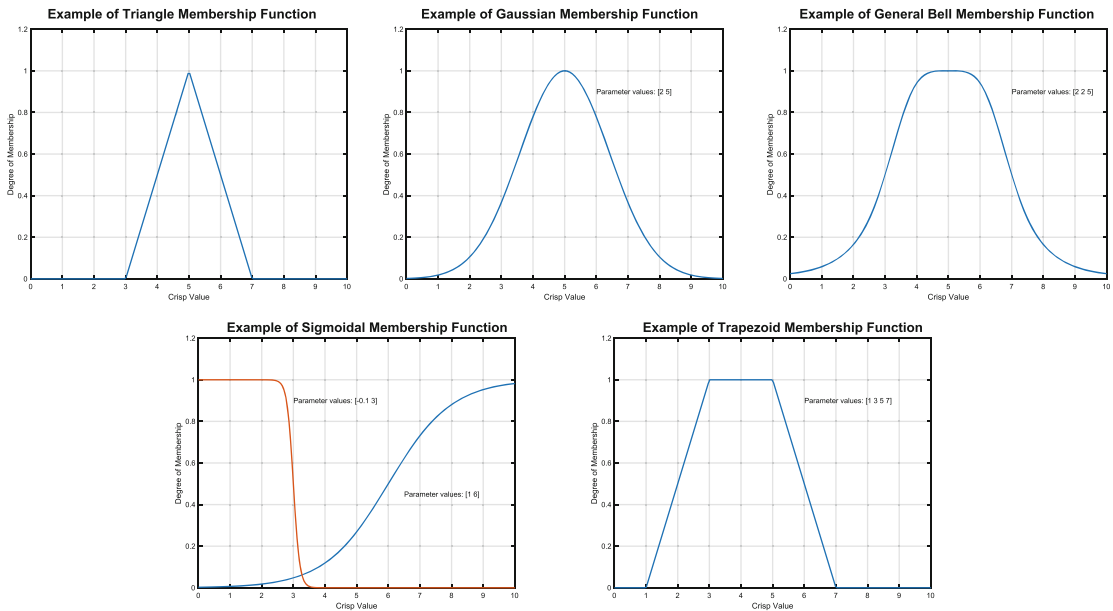 Example of Triangle Membership Function
1.2
1
0.8
0.6
0.4
0.2
0
Degree of Membership
0 1 2 3 4 5 6 7 8 9 10
Crisp Value
Example of Gaussian Membership Function
1.2
1
0.8
0.6
0.4
0.2
0
Degree of Membership
Parameter values: [2 5]
0 1 2 3 4 5 6 7 8 9 10
Crisp Value
Example of General Bell Membership Function
1.2
1
0.8
0.6
0.4
0.2
0
Degree of Membership
Parameter values: [2 2 5]
0 1 2 3 4 5 6 7 8 9 10
Crisp Value
Example of Sigmoidal Membership Function
1.2
1
0.8
0.6
0.4
0.2
0
Degree of Membership
Parameter values: [-0.1 3]
Parameter values: [1 6]
0 1 2 3 4 5 6 7 8 9 10
Crisp Value
Example of Trapezoid Membership Function
1.2
1
0.8
0.6
0.4
0.2
0
Degree of Membership
Parameter values: [1 3 5 7]
0 1 2 3 4 5 6 7 8 9 10
Crisp Value